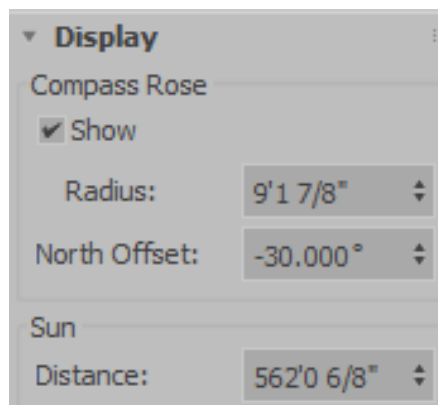 Display
Compass Rose
Show
Radius: 9'1 7/8"
North Offset: -30.000°
Sun
Distance: 562'0 6/8"